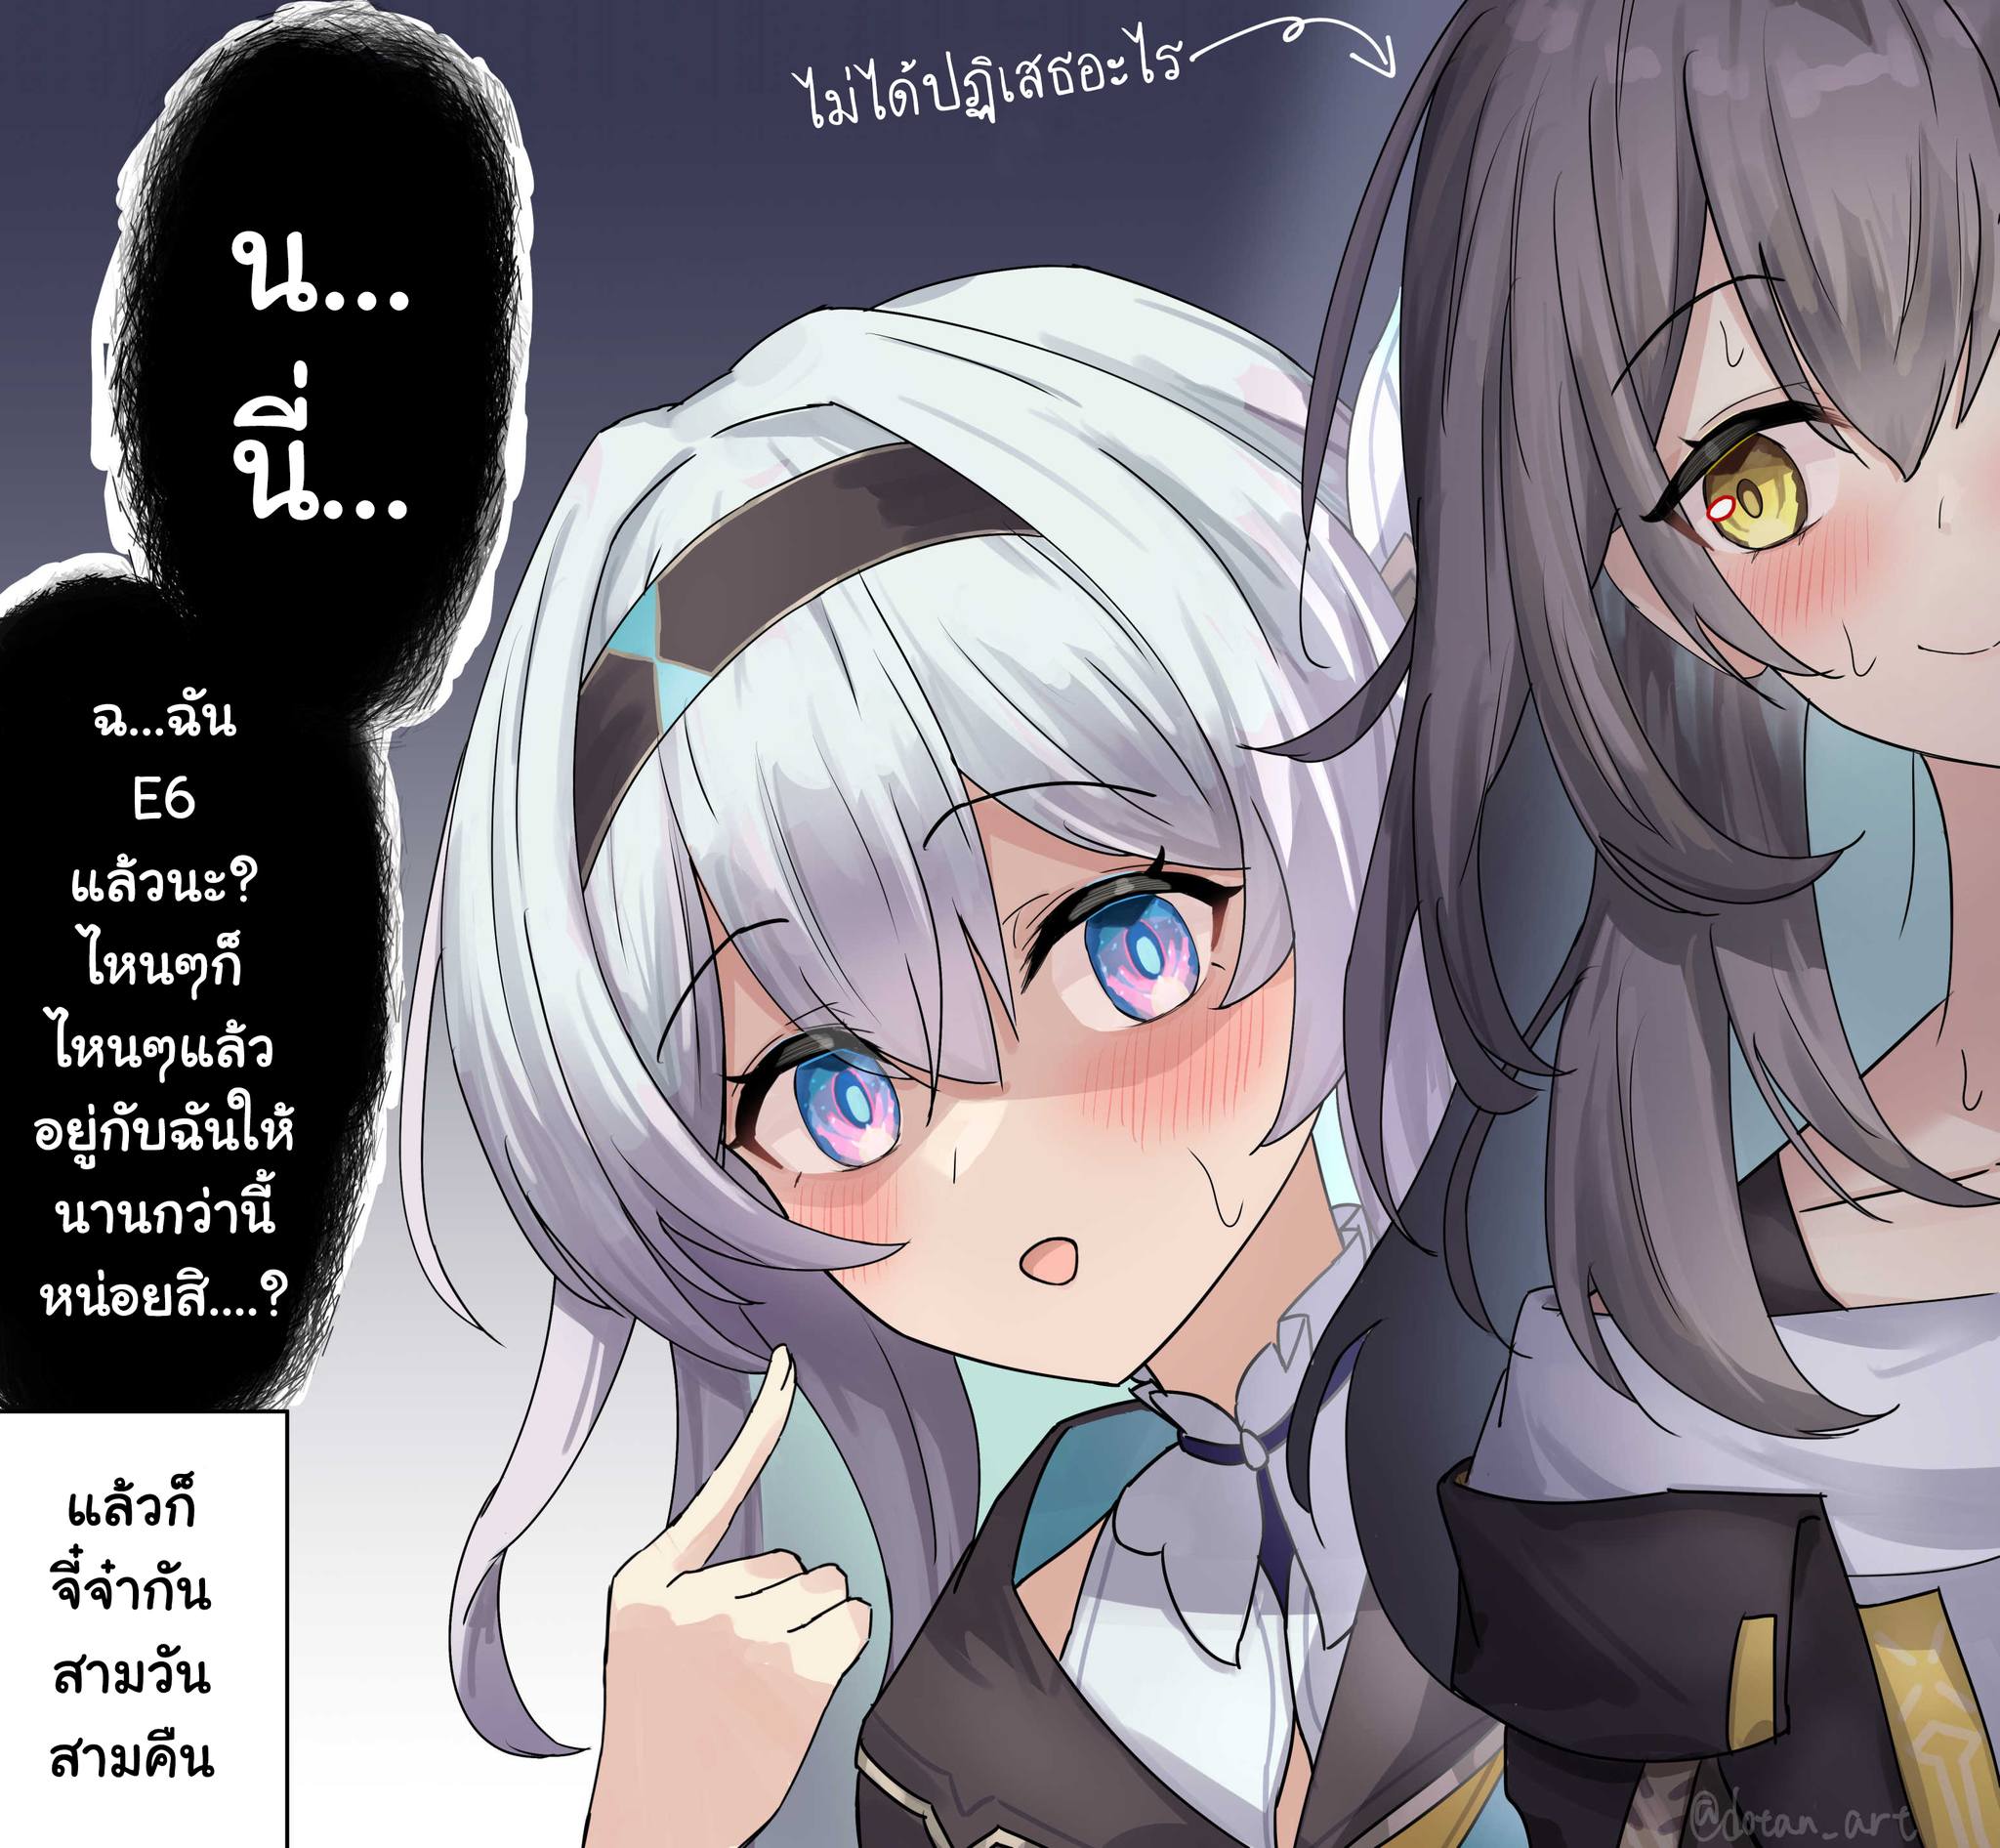 ไม่ได้ปฏิเสธอะไร
น...
นี่...
ฉ...ฉัน
E6
แล้วนะ?
ไหนๆก็
ไหนๆแล้ว
อยู่กับฉันให้
นานกว่านี้
หน่อยสิ....?
แล้วก็
จี๋จ๋ากัน
สามวัน
สามคืน
@dotan_art